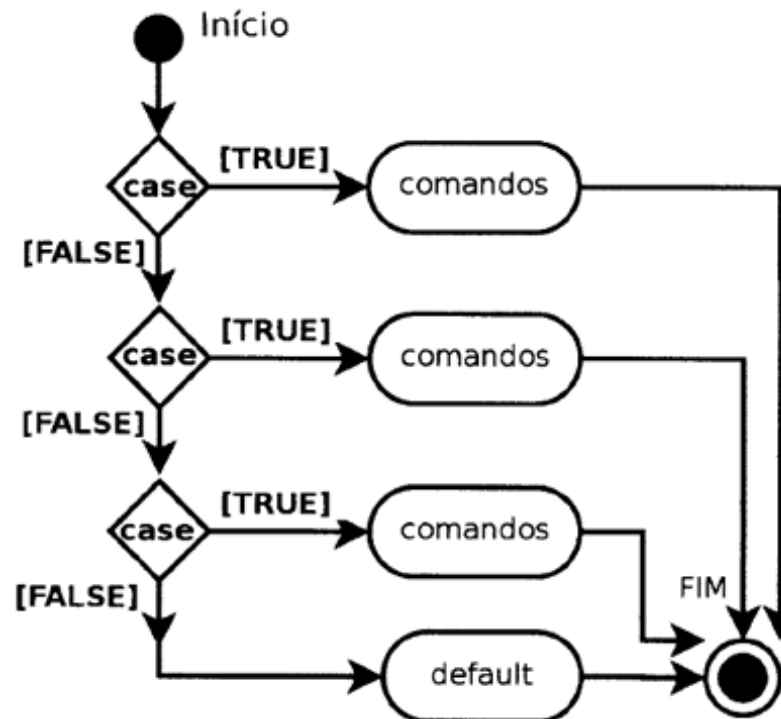 Início
[TRUE]
case
comandos
[FALSE]
[TRUE]
case
comandos
[FALSE]
[TRUE]
case
comandos
[FALSE]
FIM
default